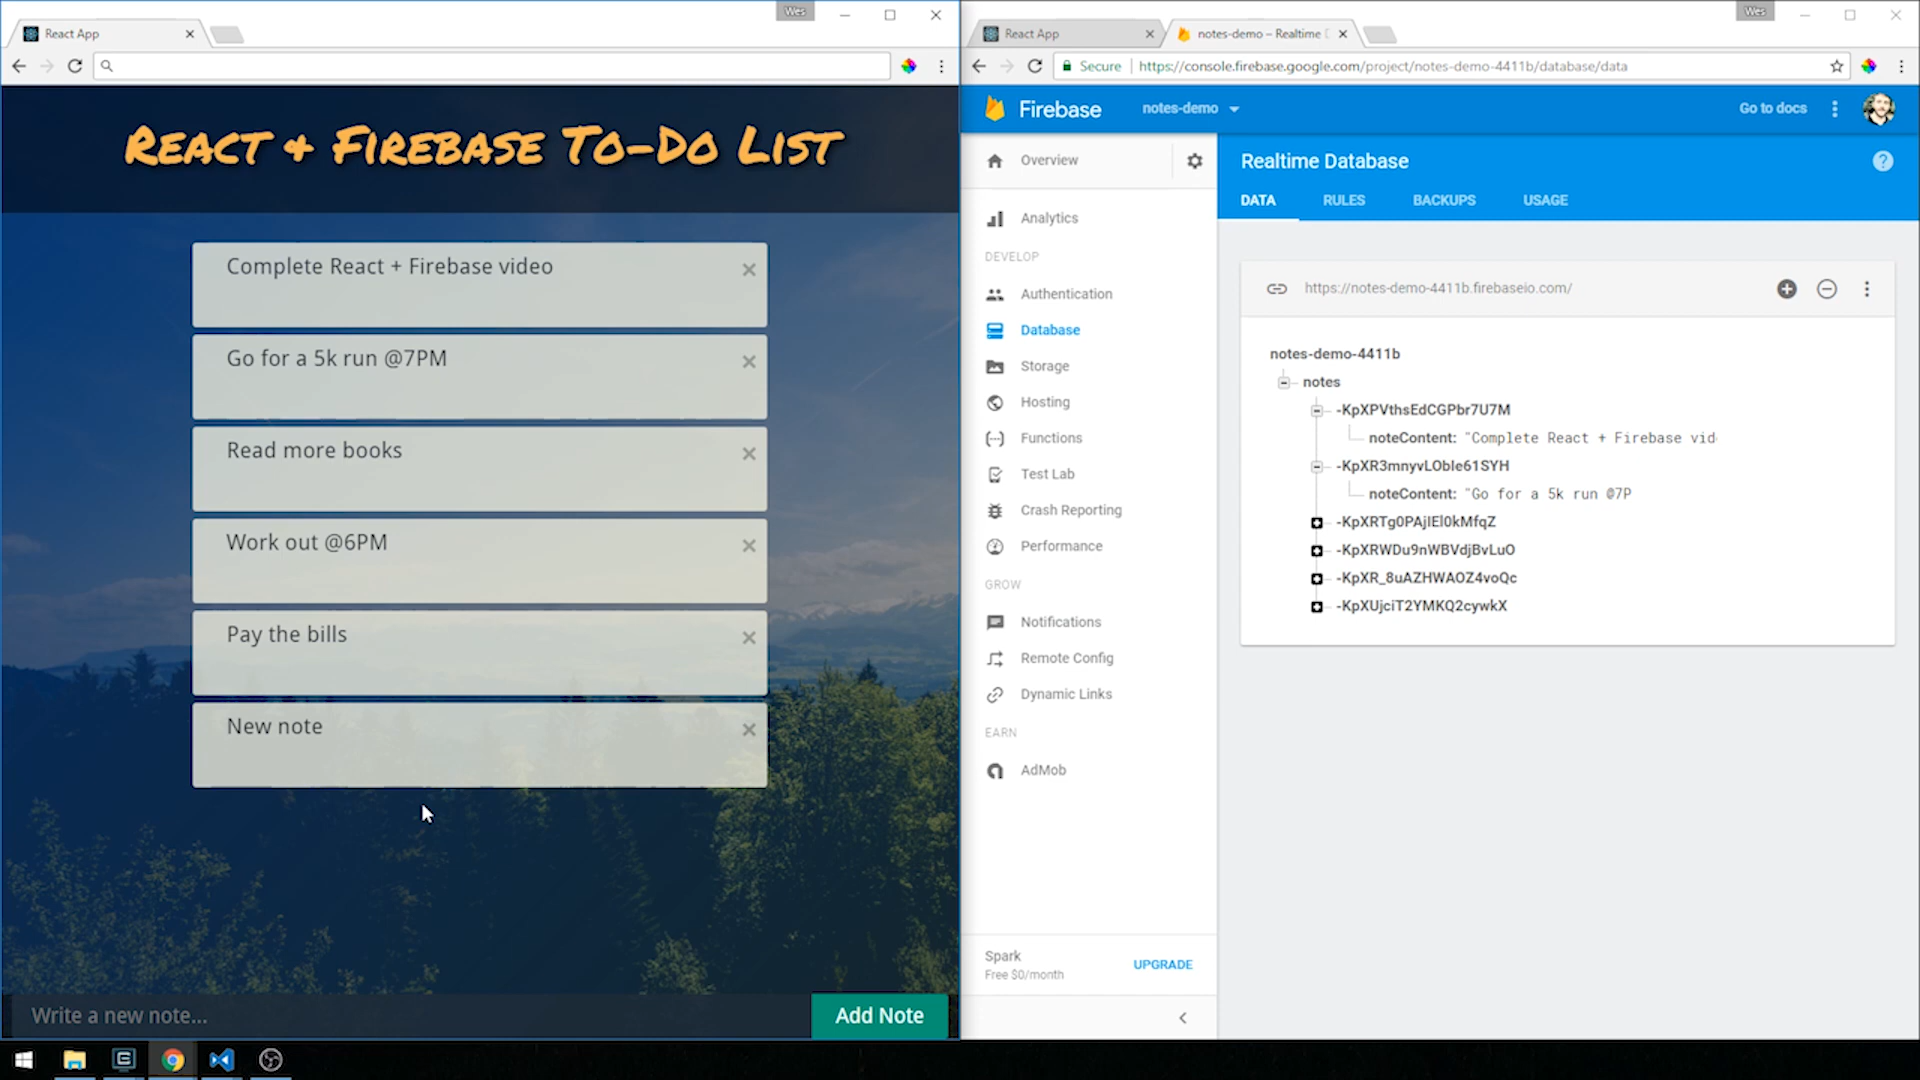 Wes
React App
React & Firebase To-Do List
Complete React + Firebase video
Go for a 5k run @7PM
Read more books
Work out @6PM
Pay the bills
New note
Write a new note...
Add Note
Wes
React App
notes-demo – Realtime
Secure
https://console.firebase.google.com/project/notes-demo-4411b/database/data
Firebase
notes-demo
Go to docs
Overview
Analytics
DEVELOP
Authentication
Database
Storage
Hosting
Functions
Test Lab
Crash Reporting
Performance
GROW
Notifications
Remote Config
Dynamic Links
EARN
AdMob
Spark
Free $0/month
UPGRADE
Realtime Database
DATA
RULES
BACKUPS
USAGE
https://notes-demo-4411b.firebaseio.com/
notes-demo-4411b
notes
-KpXPVthsEdCGPbr7U7M
noteContent: "Complete React + Firebase vid
-KpXR3mnyvLOble61SYH
noteContent: "Go for a 5k run @7P
-KpXRTg0PAjIEl0kMfqZ
-KpXRWDu9nWBVdjBvLuO
-KpXR_8uAZHWAOZ4voQc
-KpXUjciT2YMKQ2cywkX